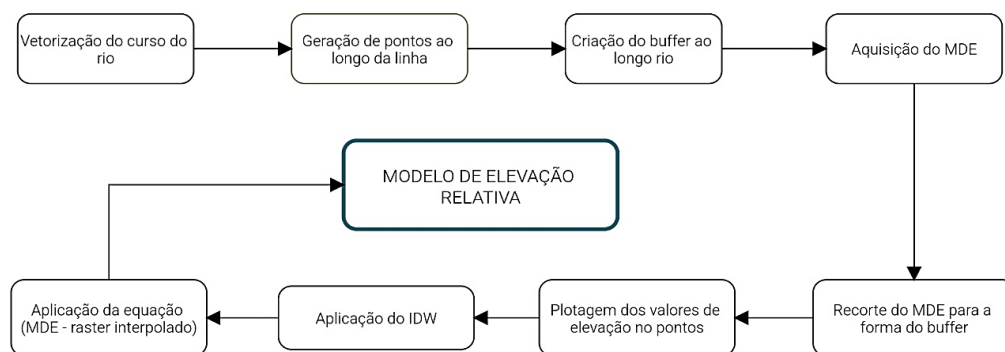 Vetorização do curso do
rio
Geração de pontos ao
longo da linha
Criação do buffer ao
longo rio
Aquisição do MDE
MODELO DE ELEVAÇÃO
RELATIVA
Aplicação da equação
(MDE - raster interpolado)
Aplicação do IDW
Plotagem dos valores de
elevação no pontos
Recorte do MDE para a
forma do buffer